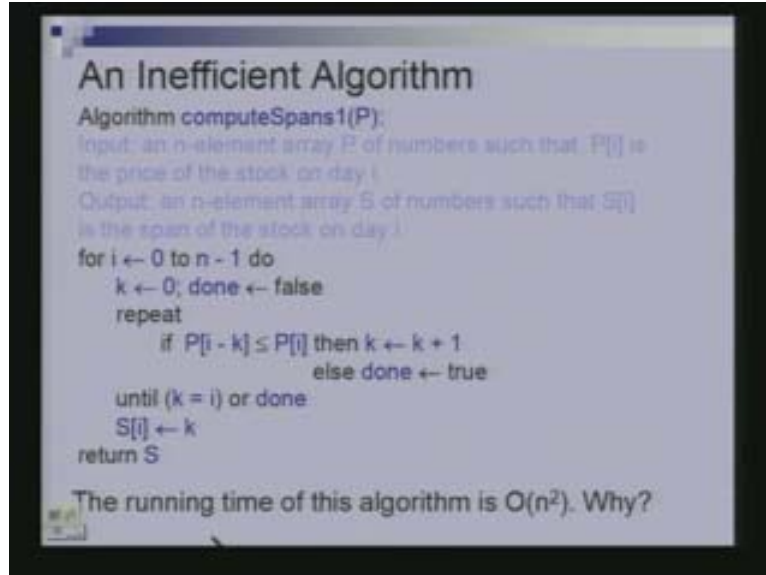 An Inefficient Algorithm
Algorithm computeSpans1(P):
Input: an n-element array P of numbers such that P[i] is
the price of the stock on day i
Output: an n-element array S of numbers such that S[i]
is the span of the stock on day i
for i ← 0 to n - 1 do
k ← 0; done ← false
repeat
if P[i - k] ≤ P[i] then k ← k + 1
else done ← true
until (k = i) or done
S[i] ← k
return S
The running time of this algorithm is O(n²). Why?